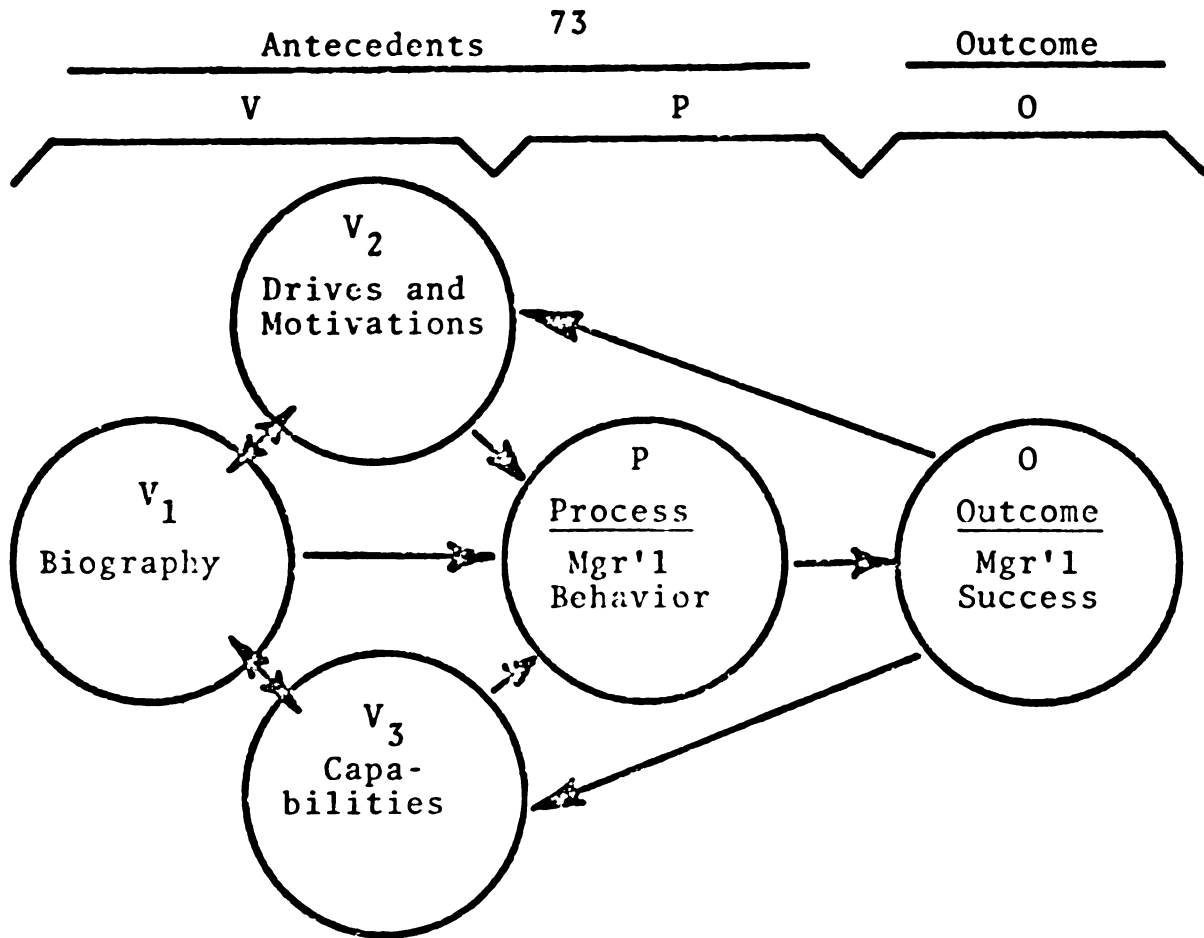 73
Antecedents Outcome
V P O
V2
Drives and
Motivations
V1
Biography
P
Process
Mgr'l
Behavior
O
Outcome
Mgr'l
Success
V3
Capa-
bilities